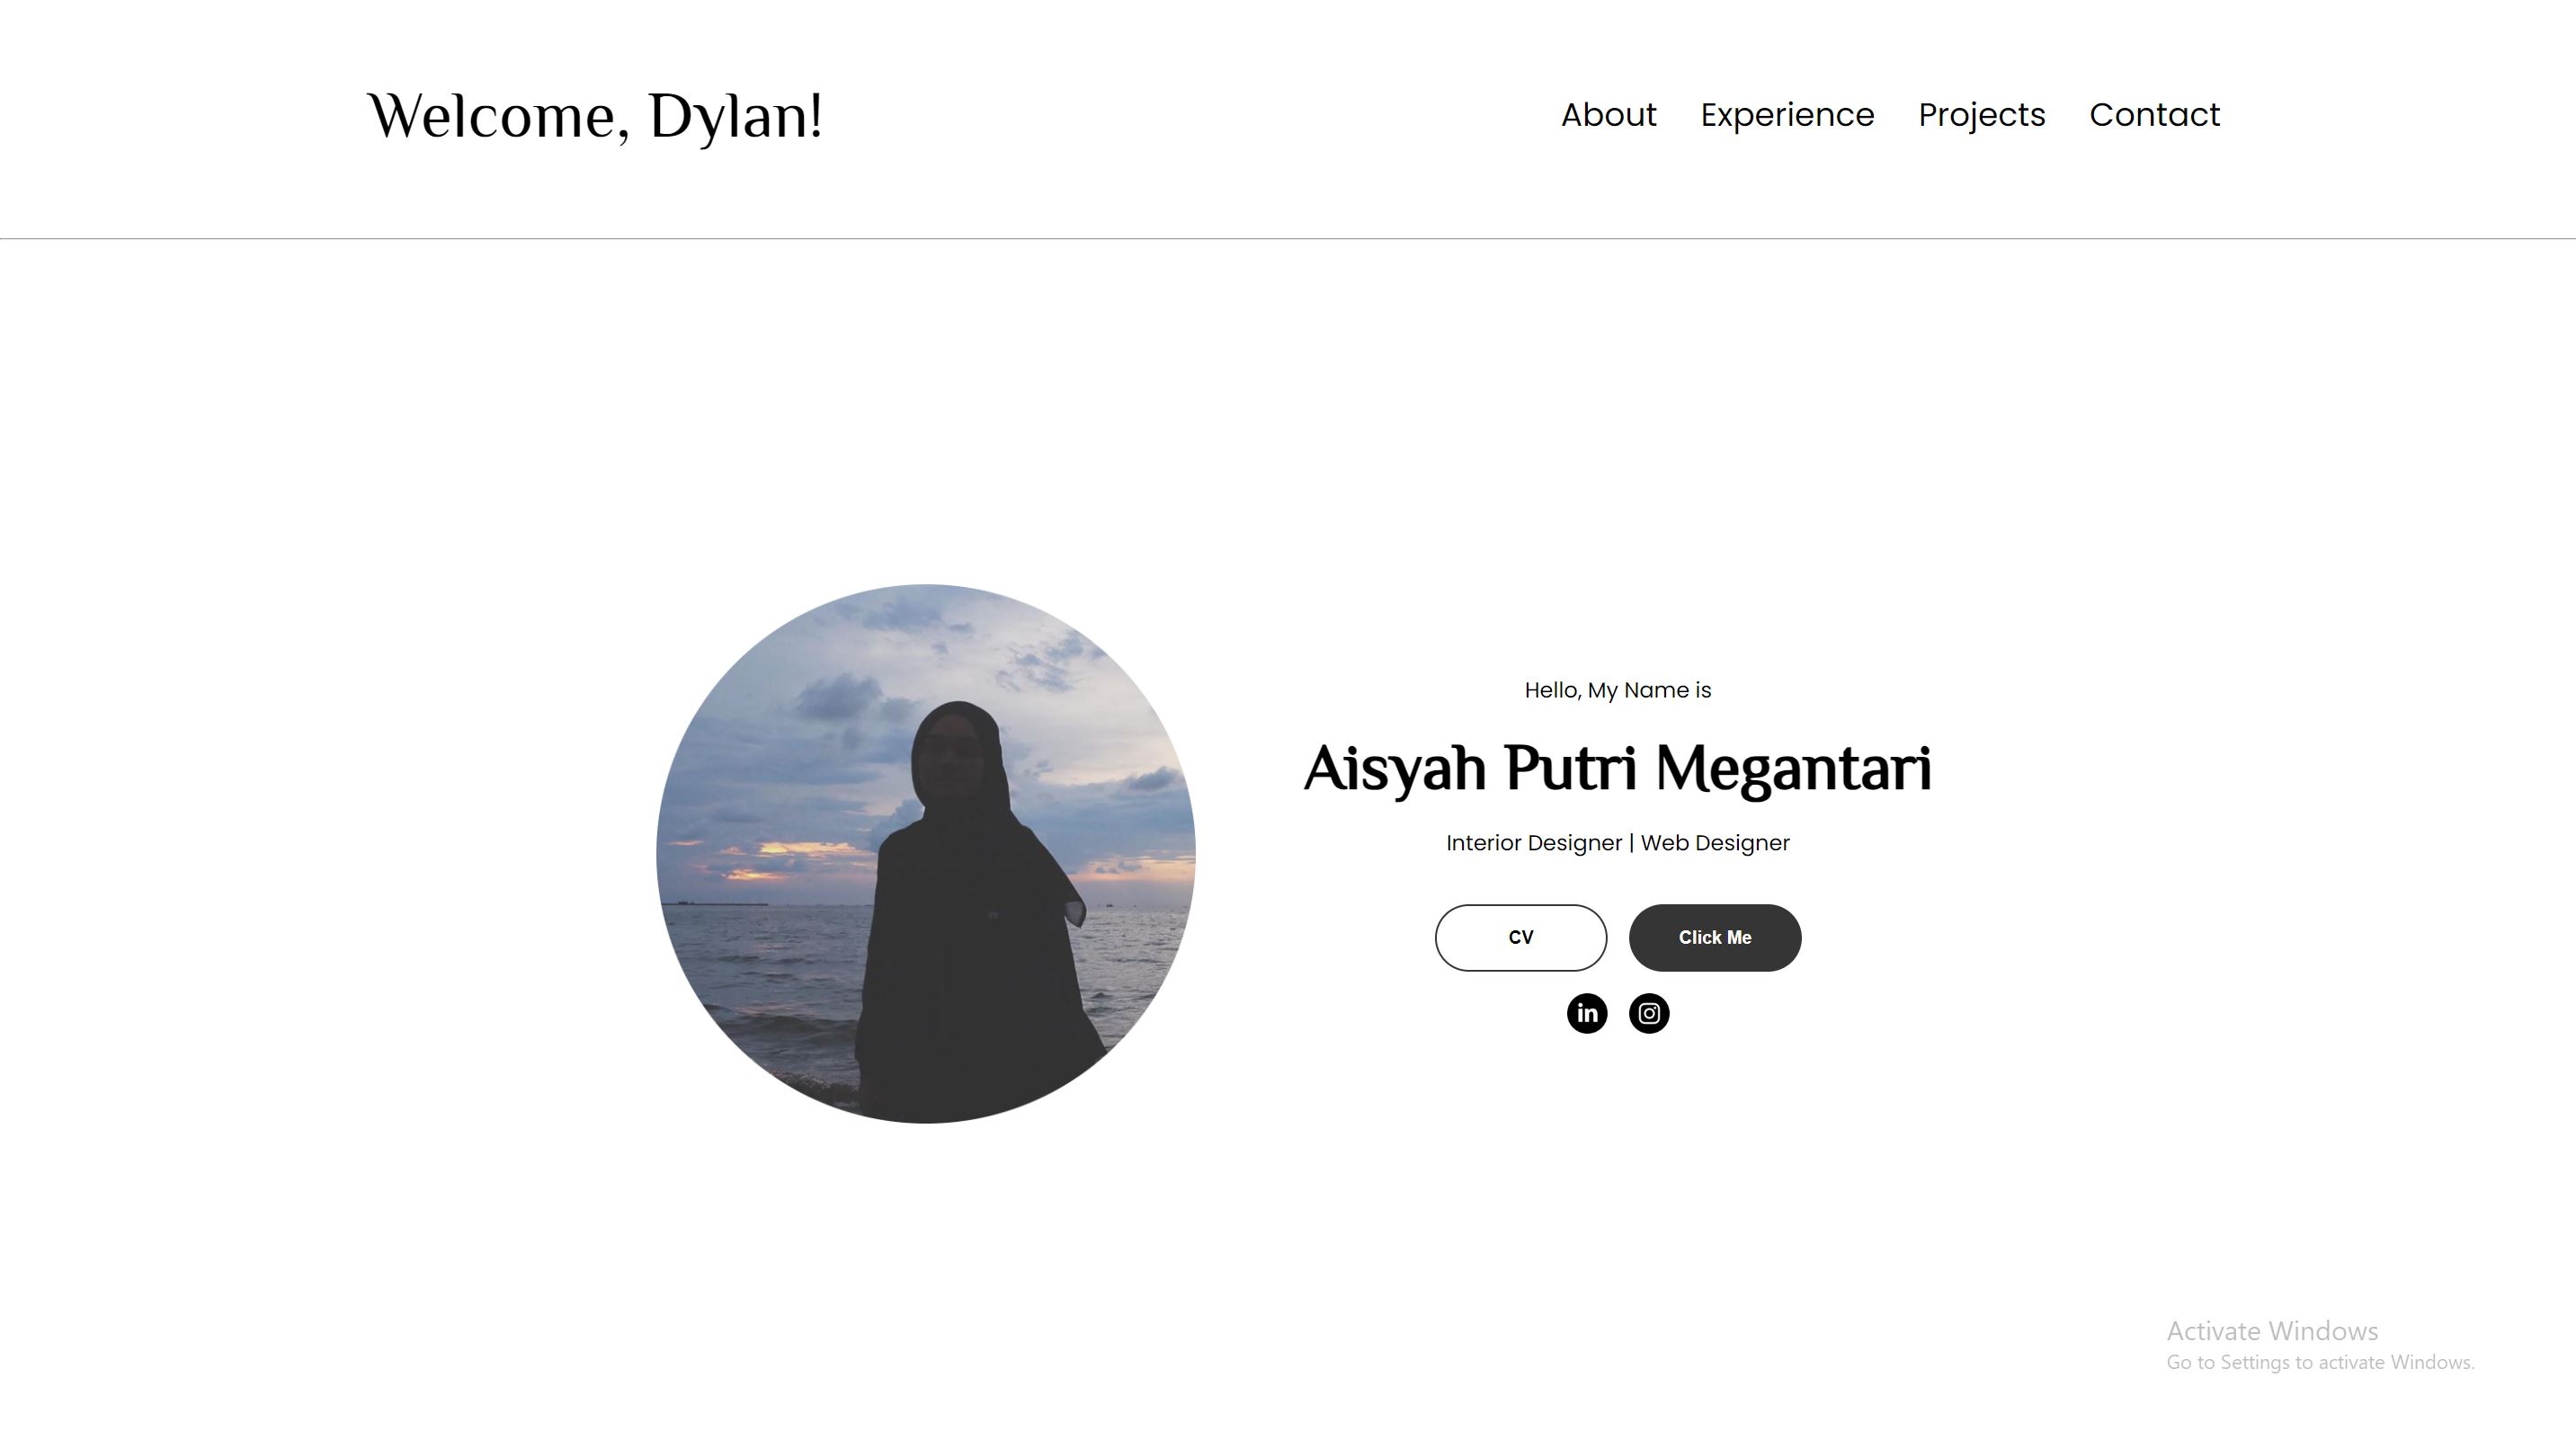 Welcome, Dylan!
About Experience Projects Contact
Hello, My Name is
Aisyah Putri Megantari
Interior Designer | Web Designer
CV
Click Me
in
Activate Windows
Go to Settings to activate Windows.